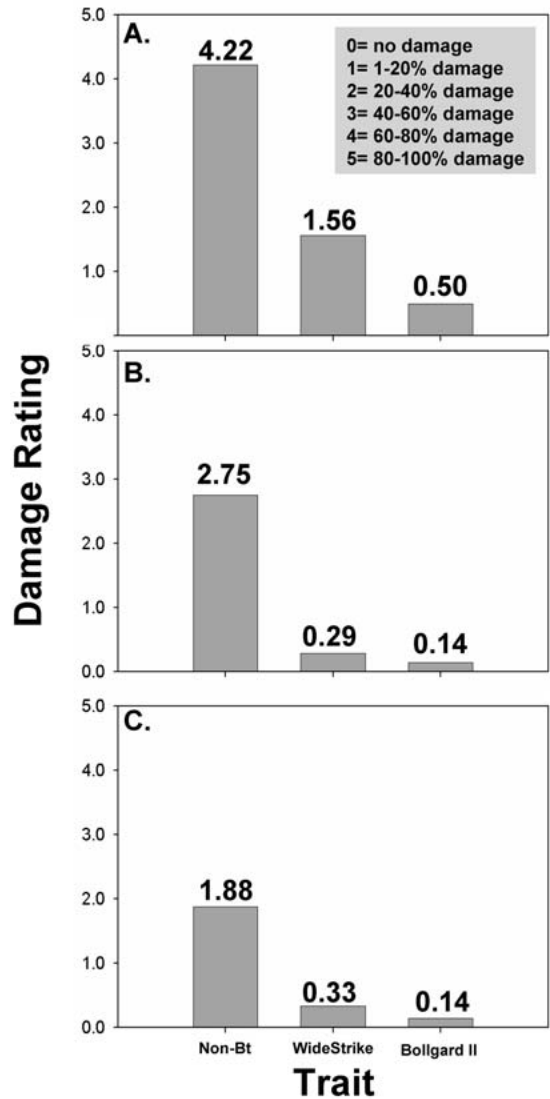 Damage Rating
A.
0= no damage
1= 1-20% damage
2= 20-40% damage
3= 40-60% damage
4= 60-80% damage
5= 80-100% damage
5.0
4.0
3.0
2.0
1.0
4.22
1.56
0.50
B.
5.0
4.0
3.0
2.0
1.0
0.0
2.75
0.29
0.14
C.
5.0
4.0
3.0
2.0
1.0
0.0
1.88
0.33
0.14
Non-Bt WideStrike Bollgard II
Trait